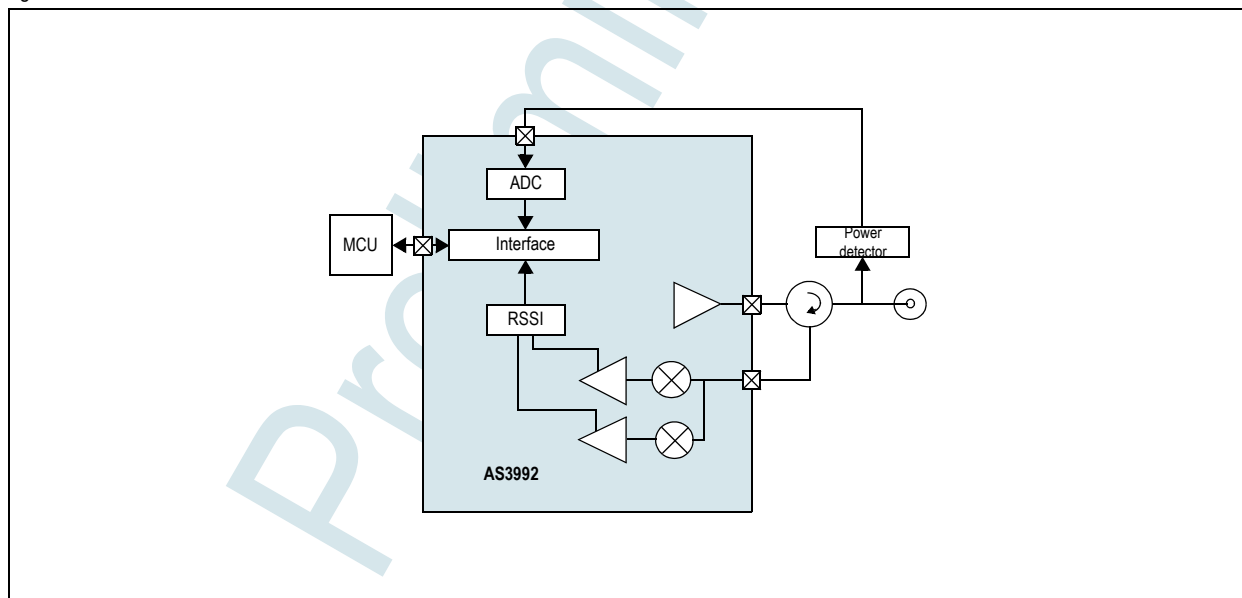 ADC
MCU
Interface
Power
detector
RSSI
AS3992